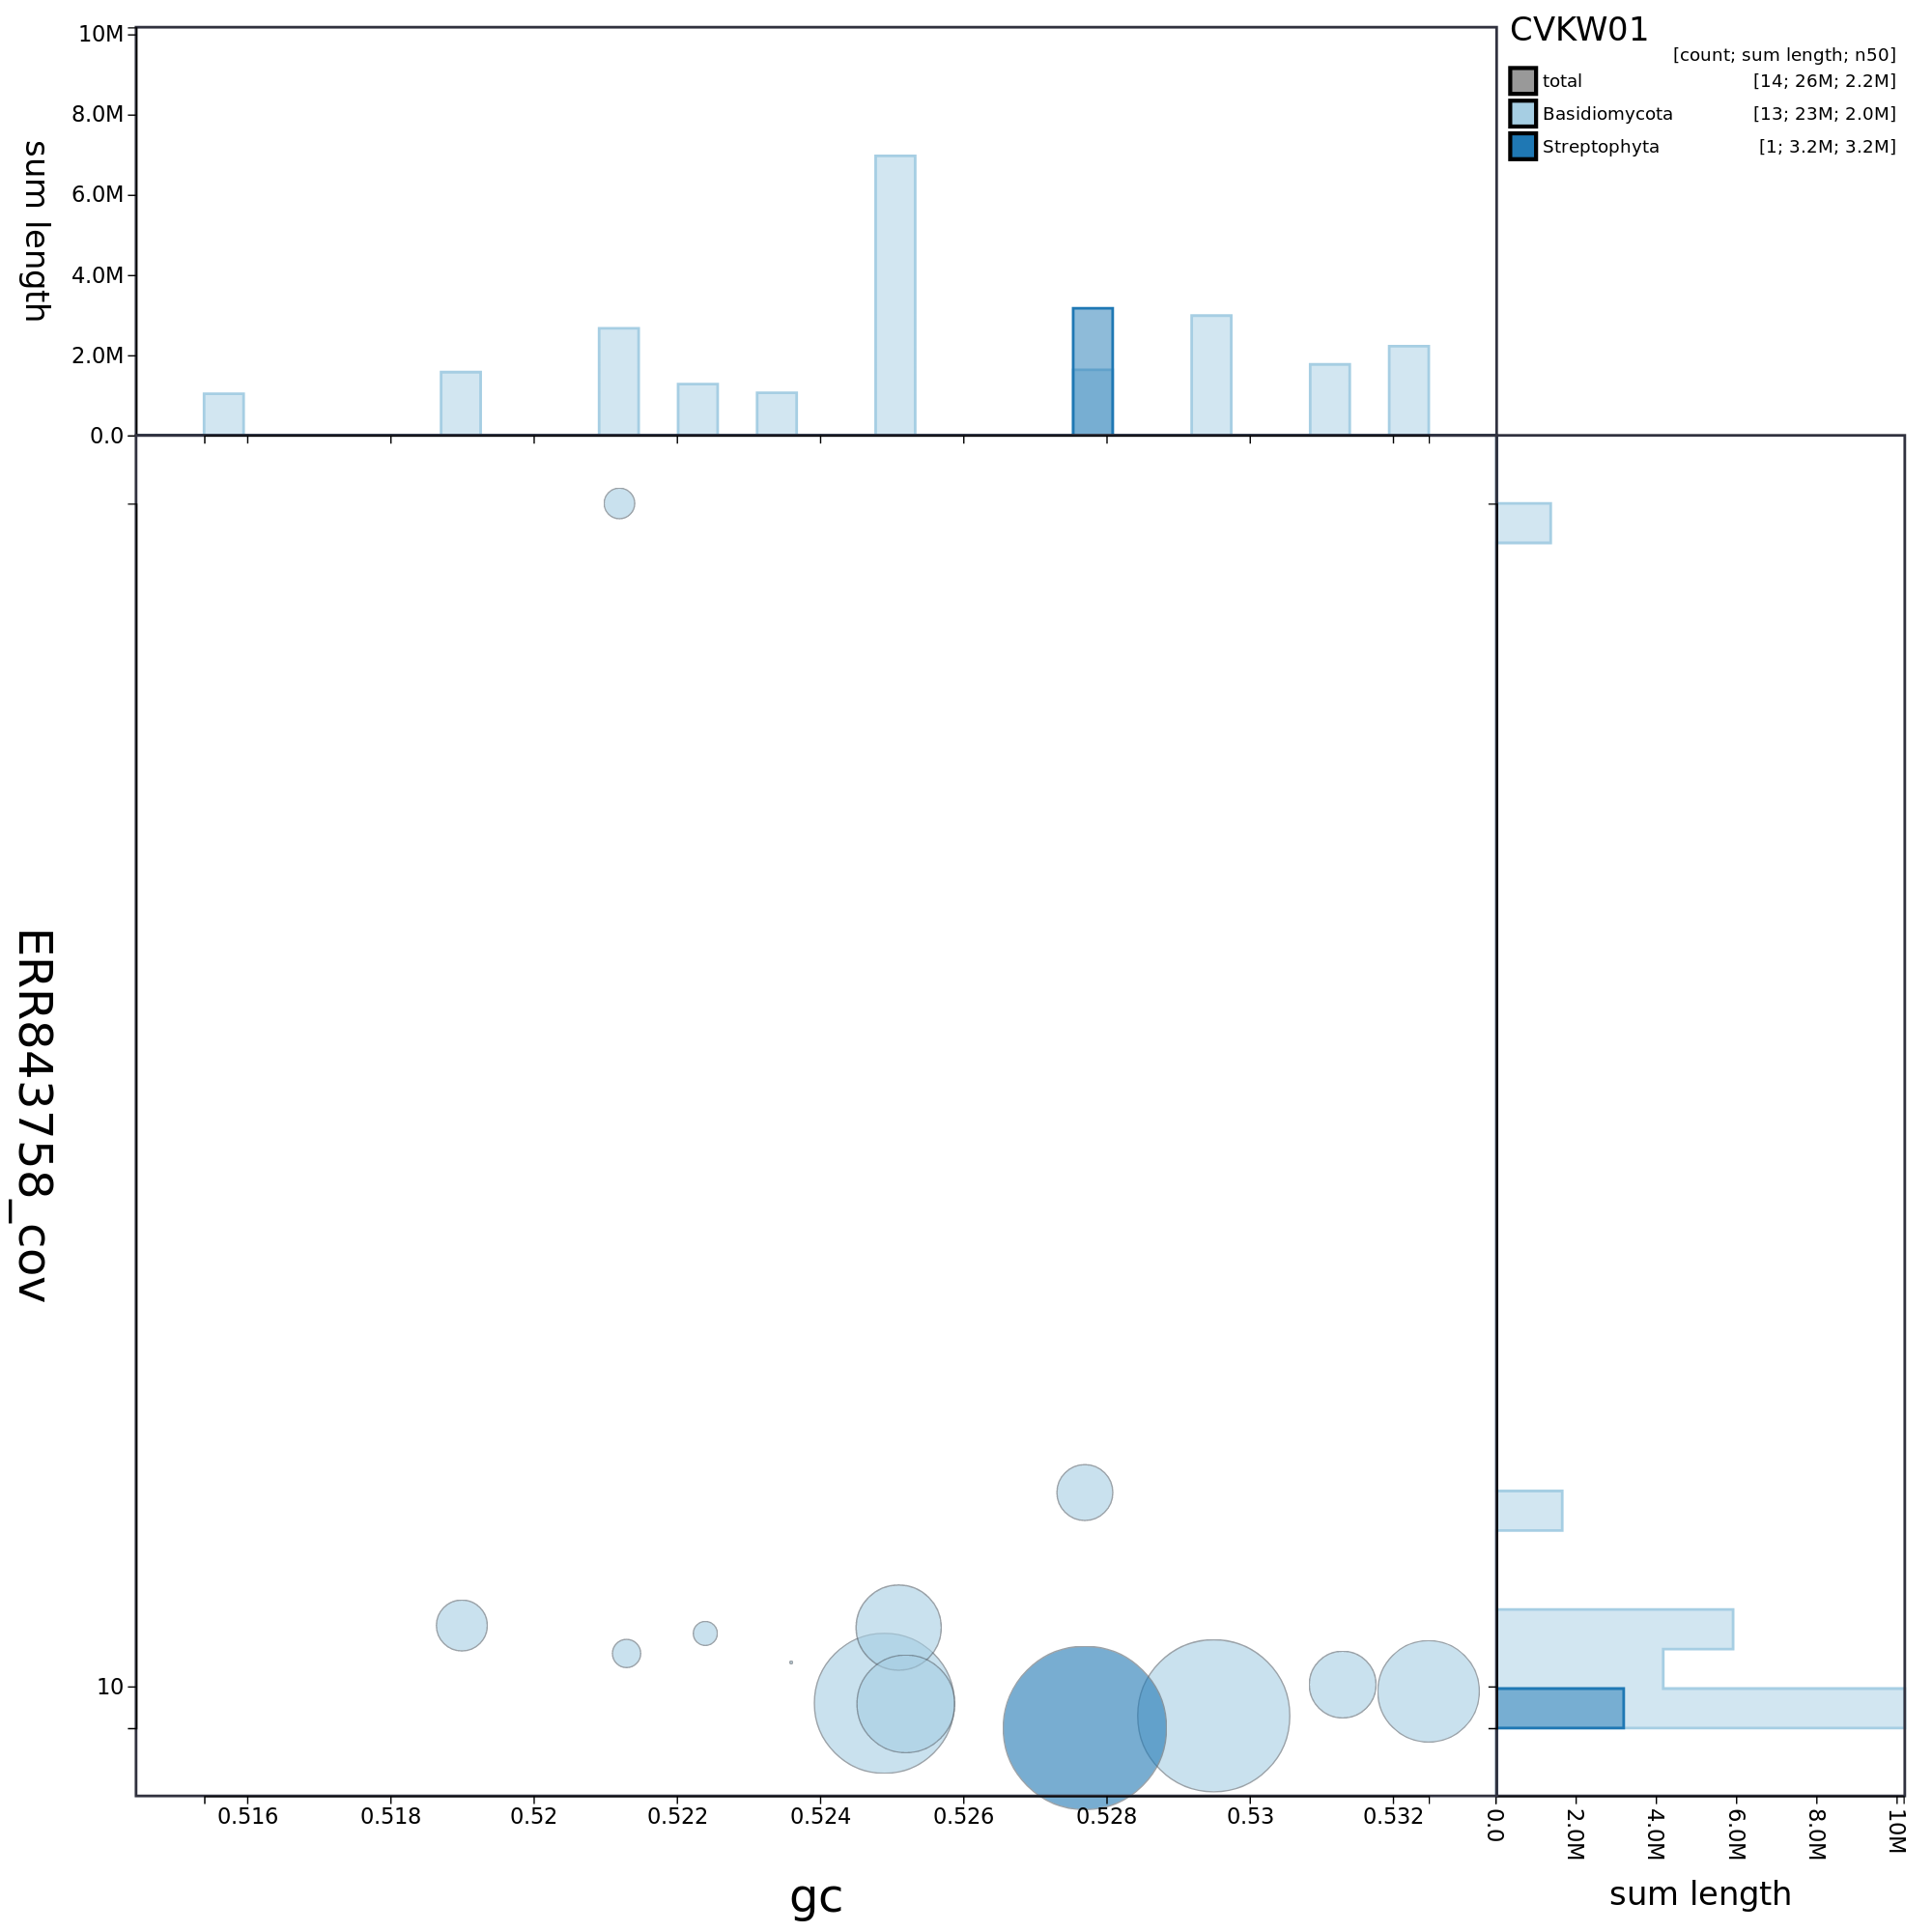 CVKW01
[count; sum length; n50]
total [14; 26M; 2.2M]
Basidiomycota [13; 23M; 2.0M]
Streptophyta [1; 3.2M; 3.2M]
sum length
10M
8.0M
6.0M
4.0M
2.0M
0.0
ERR843758_cov
10
0.516 0.518 0.52 0.522 0.524 0.526 0.528 0.53 0.532
gc
0.0 2.0M 4.0M 6.0M 8.0M 10M
sum length